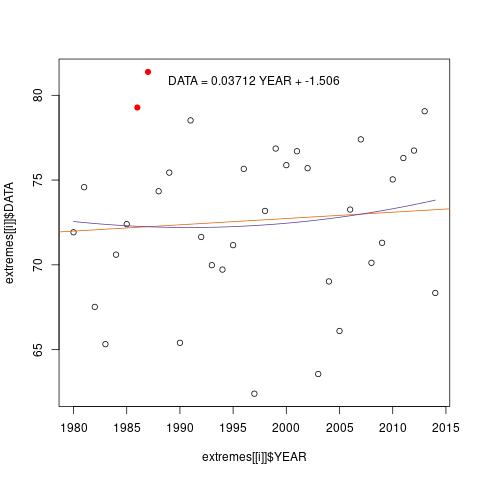 DATA = 0.03712 YEAR + -1.506
80
75
70
65
extremes[[i]]$DATA
1980 1985 1990 1995 2000 2005 2010 2015
extremes[[i]]$YEAR